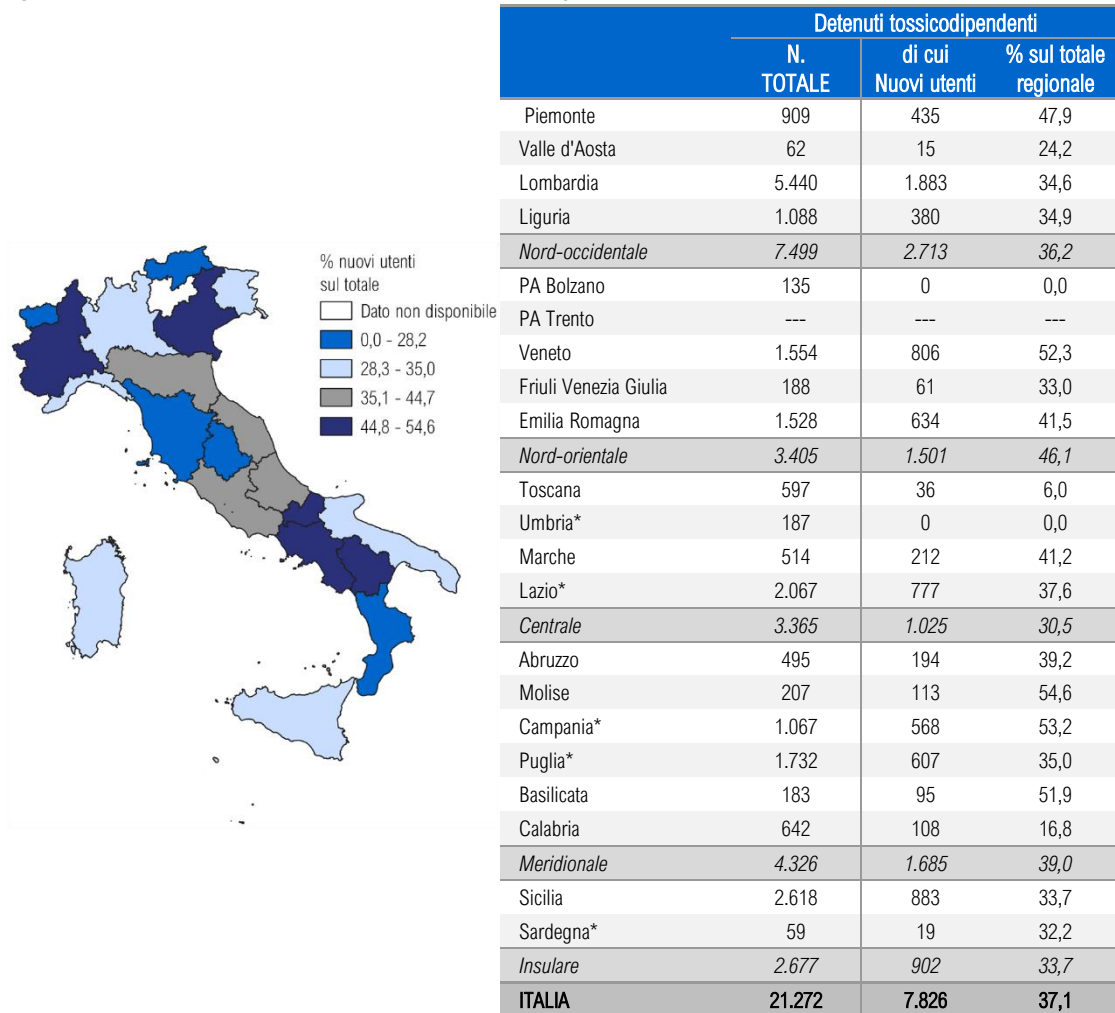 % nuovi utenti
sul totale
Dato non disponibile
0,0 - 28,2
28,3 - 35,0
35,1 - 44,7
44,8 - 54,6
Detenuti tossicodipendenti
N. TOTALE di cui Nuovi utenti % sul totale regionale
Piemonte 909 435 47,9
Valle d'Aosta 62 15 24,2
Lombardia 5.440 1.883 34,6
Liguria 1.088 380 34,9
Nord-occidentale 7.499 2.713 36,2
PA Bolzano 135 0 0,0
PA Trento --- --- ---
Veneto 1.554 806 52,3
Friuli Venezia Giulia 188 61 33,0
Emilia Romagna 1.528 634 41,5
Nord-orientale 3.405 1.501 46,1
Toscana 597 36 6,0
Umbria* 187 0 0,0
Marche 514 212 41,2
Lazio* 2.067 777 37,6
Centrale 3.365 1.025 30,5
Abruzzo 495 194 39,2
Molise 207 113 54,6
Campania* 1.067 568 53,2
Puglia* 1.732 607 35,0
Basilicata 183 95 51,9
Calabria 642 108 16,8
Meridionale 4.326 1.685 39,0
Sicilia 2.618 883 33,7
Sardegna* 59 19 32,2
Insulare 2.677 902 33,7
ITALIA 21.272 7.826 37,1